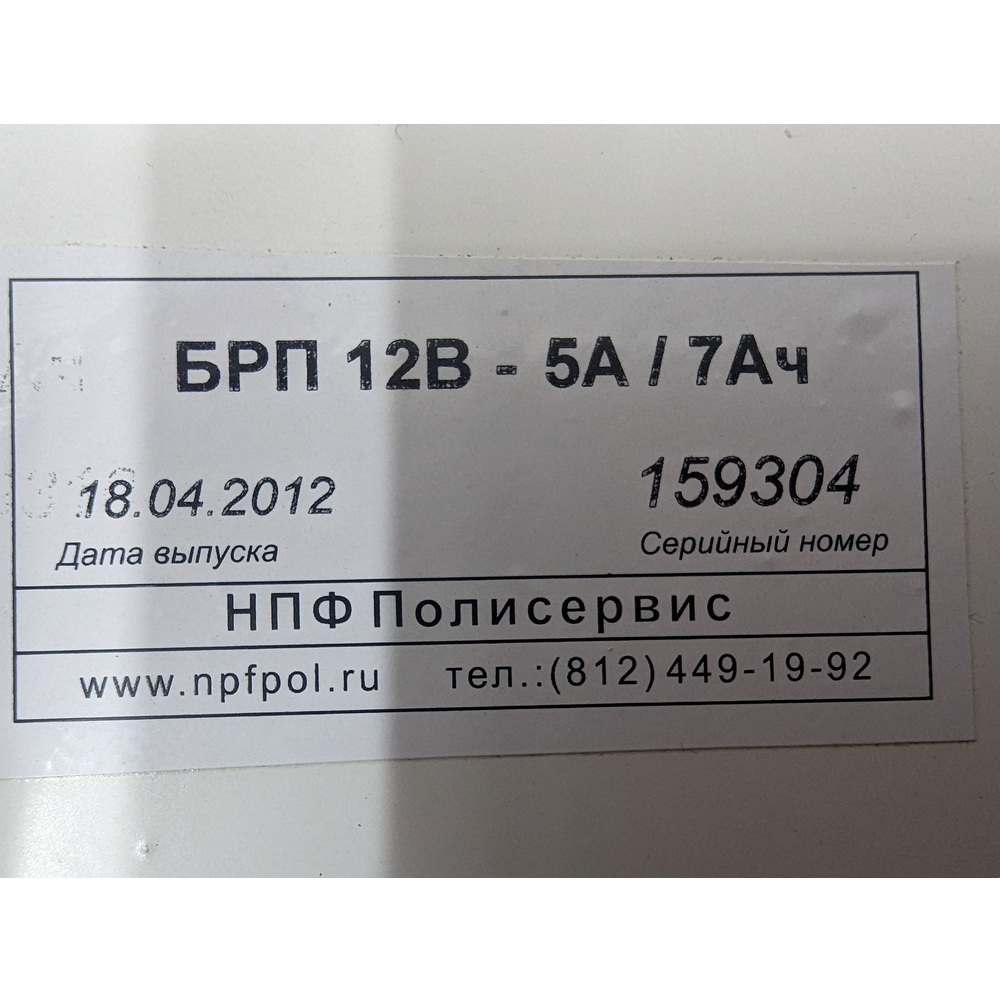 БРП 12В - 5А / 7Ач
18.04.2012 159304
Дата выпуска Серийный номер
НПФ Полисервис
www.npfpol.ru тел.:(812) 449-19-92